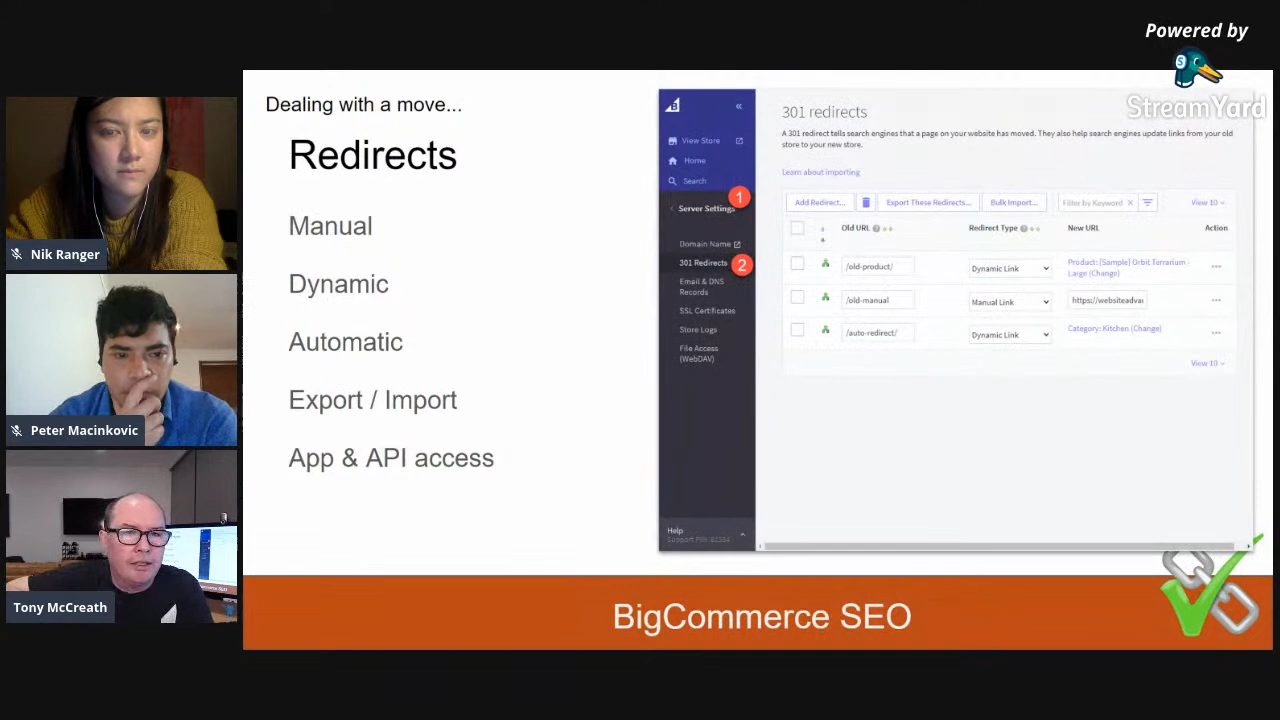 Powered by
StreamYard
Nik Ranger
Peter Macinkovic
Tony McCreath
Dealing with a move...
Redirects
Manual
Dynamic
Automatic
Export / Import
App & API access
View Store
Home
Search
1
Server Settings
Domain Name
301 Redirects
2
Email & DNS
Records
SSL Certificates
Store Logs
File Access
(WebDAV)
Help
Support PIN:
301 redirects
A 301 redirect tells search engines that a page on your website has moved. They also help search engines update links from your old
store to your new store.
Learn about importing
Add Redirect... Export These Redirects... Bulk Import... Filter by Keyword View 10
Old URL Redirect Type New URL Action
/old-product/ Dynamic Link Product: [Sample] Orbit Terrarium -
Large (Change)
/old-manual Manual Link https://websiteadva
/auto-redirect/ Dynamic Link Category: Kitchen (Change)
View 10
BigCommerce SEO